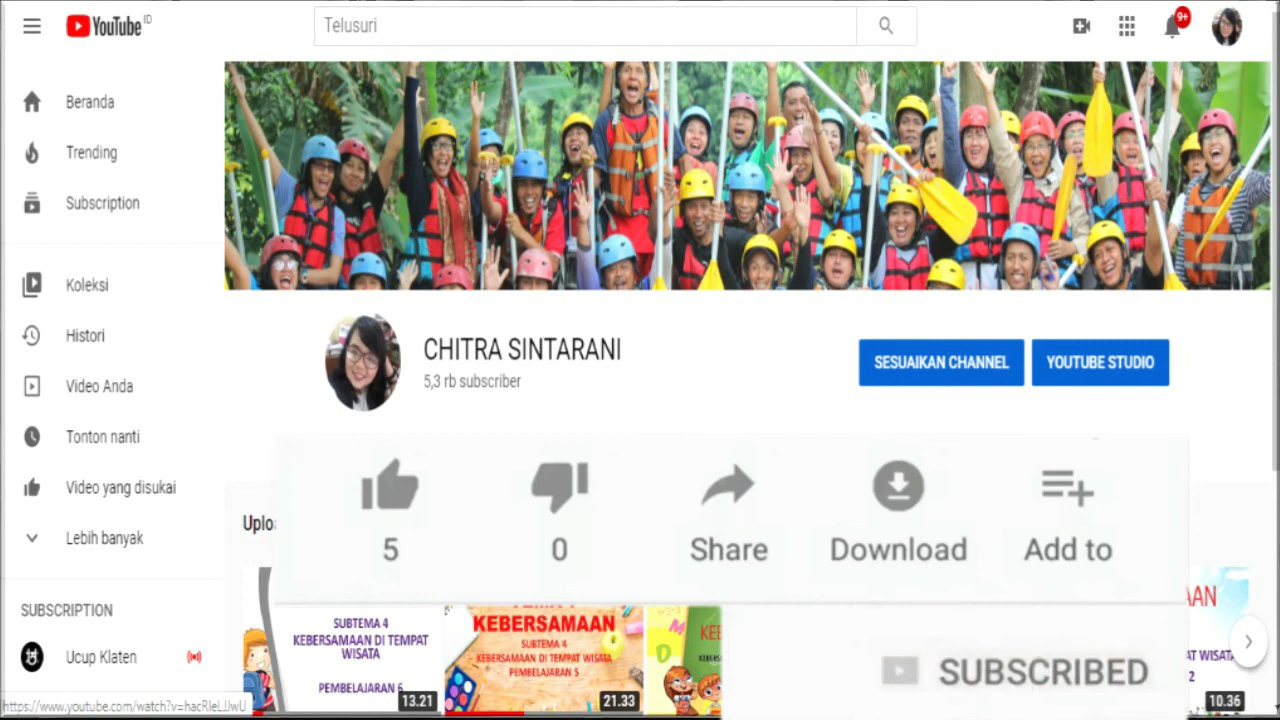 YouTube ID
Telusuri
9+
Beranda
Trending
Subscription
Koleksi
Histori
Video Anda
Tonton nanti
Video yang disukai
Lebih banyak
SUBSCRIPTION
Ucup Klaten
CHITRA SINTARANI
5,3 rb subscriber
SESUAIKAN CHANNEL
YOUTUBE STUDIO
5
0
Share
Download
Add to
SUBTEMA 4
KEBERSAMAAN DI TEMPAT
WISATA
PEMBELAJARAN 6
13.21
KEBERSAMAAN
SUBTEMA 4
KEBERSAMAAN DI TEMPAT WISATA
PEMBELAJARAN 5
21.33
SUBSCRIBED
2
10.36